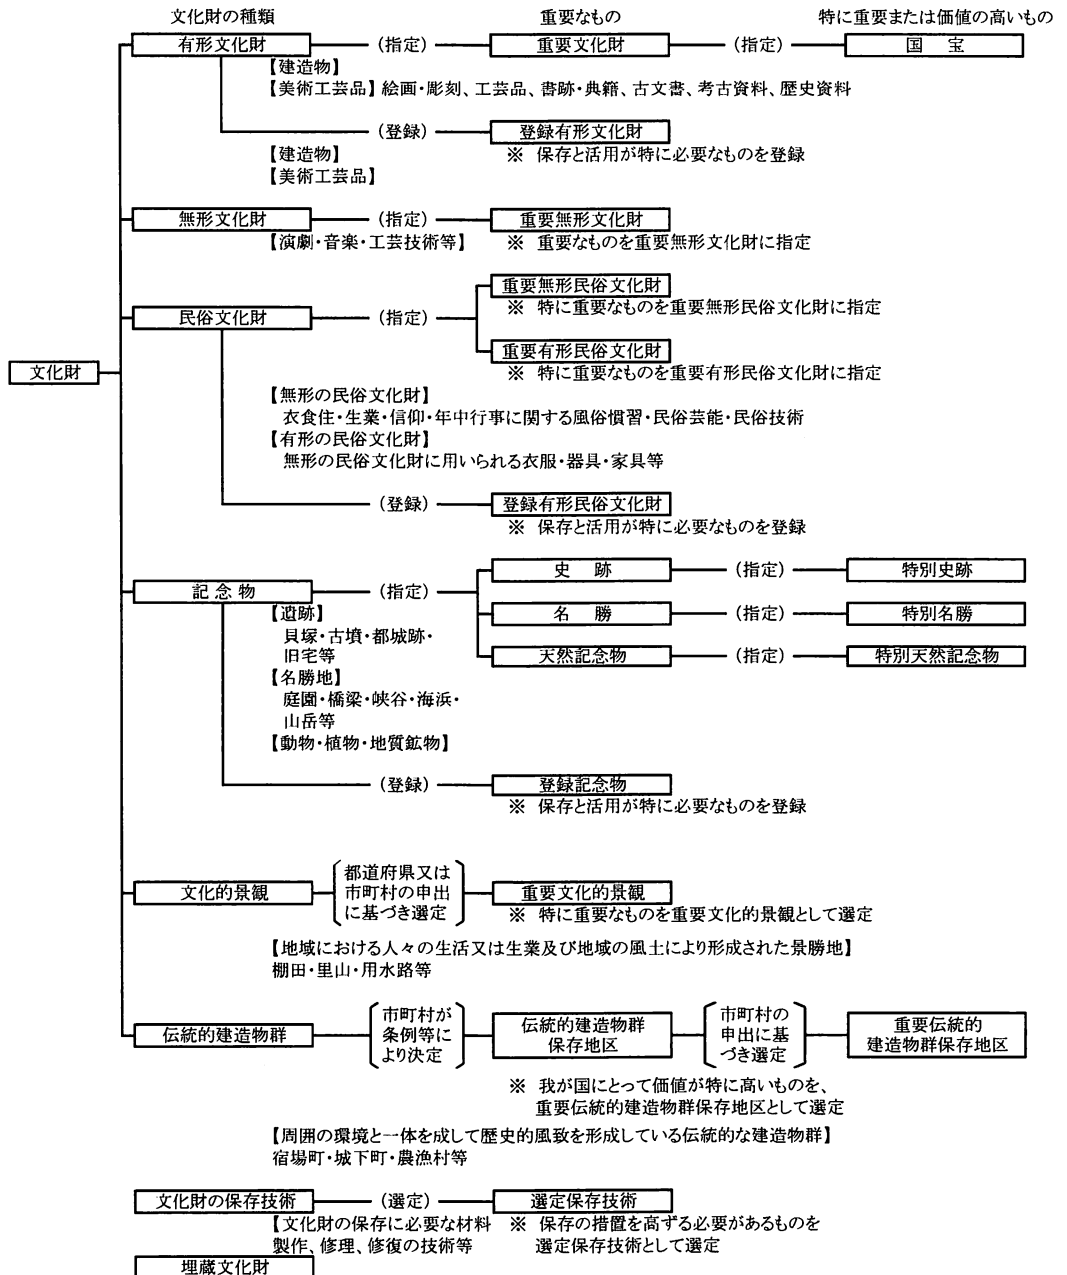 文化財の種類 重要なもの 特に重要または価値の高いもの
有形文化財 (指定) 重要文化財 (指定) 国 宝
【建造物】
【美術工芸品】絵画・彫刻、工芸品、書跡・典籍、古文書、考古資料、歴史資料
(登録) 登録有形文化財
【建造物】 ※ 保存と活用が特に必要なものを登録
【美術工芸品】
無形文化財 (指定) 重要無形文化財
【演劇・音楽・工芸技術等】 ※ 重要なものを重要無形文化財に指定
重要無形民俗文化財
※ 特に重要なものを重要無形民俗文化財に指定
民俗文化財 (指定)
重要有形民俗文化財
※ 特に重要なものを重要有形民俗文化財に指定
文化財
【無形の民俗文化財】
衣食住・生業・信仰・年中行事に関する風俗慣習・民俗芸能・民俗技術
【有形の民俗文化財】
無形の民俗文化財に用いられる衣服・器具・家具等
(登録) 登録有形民俗文化財
※ 保存と活用が特に必要なものを登録
史 跡 (指定) 特別史跡
記 念 物 (指定)
名 勝 (指定) 特別名勝
天然記念物 (指定) 特別天然記念物
【遺跡】
貝塚・古墳・都城跡・
旧宅等
【名勝地】
庭園・橋梁・峡谷・海浜・
山岳等
【動物・植物・地質鉱物】
(登録) 登録記念物
※ 保存と活用が特に必要なものを登録
都道府県又は
市町村の申出
に基づき選定
文化的景観 重要文化的景観
※ 特に重要なものを重要文化的景観として選定
【地域における人々の生活又は生業及び地域の風土により形成された景勝地】
棚田・里山・用水路等
伝統的建造物群
市町村が
条例等に
より決定
伝統的建造物群
保存地区
市町村の
申出に基
づき選定
重要伝統的
建造物群保存地区
※ 我が国にとって価値が特に高いものを、
重要伝統的建造物群保存地区として選定
【周囲の環境と一体を成して歴史的風致を形成している伝統的な建造物群】
宿場町・城下町・農漁村等
文化財の保存技術 (選定) 選定保存技術
【文化財の保存に必要な材料 ※ 保存の措置を高ずる必要があるものを
製作、修理、修復の技術等 選定保存技術として選定
埋蔵文化財